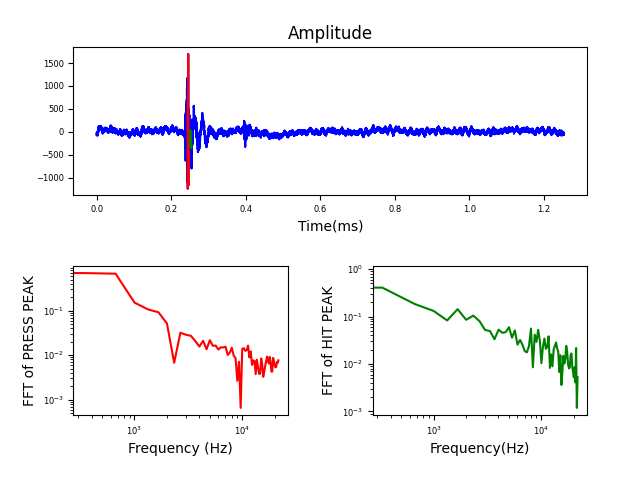 Amplitude
1500
1000
500
0
−500
−1000
0.0 0.2 0.4 0.6 0.8 1.0 1.2
Time(ms)
FFT of PRESS PEAK
10⁻¹
10⁻²
10⁻³
10³ 10⁴
Frequency (Hz)
FFT of HIT PEAK
10⁰
10⁻¹
10⁻²
10⁻³
10³ 10⁴
Frequency(Hz)